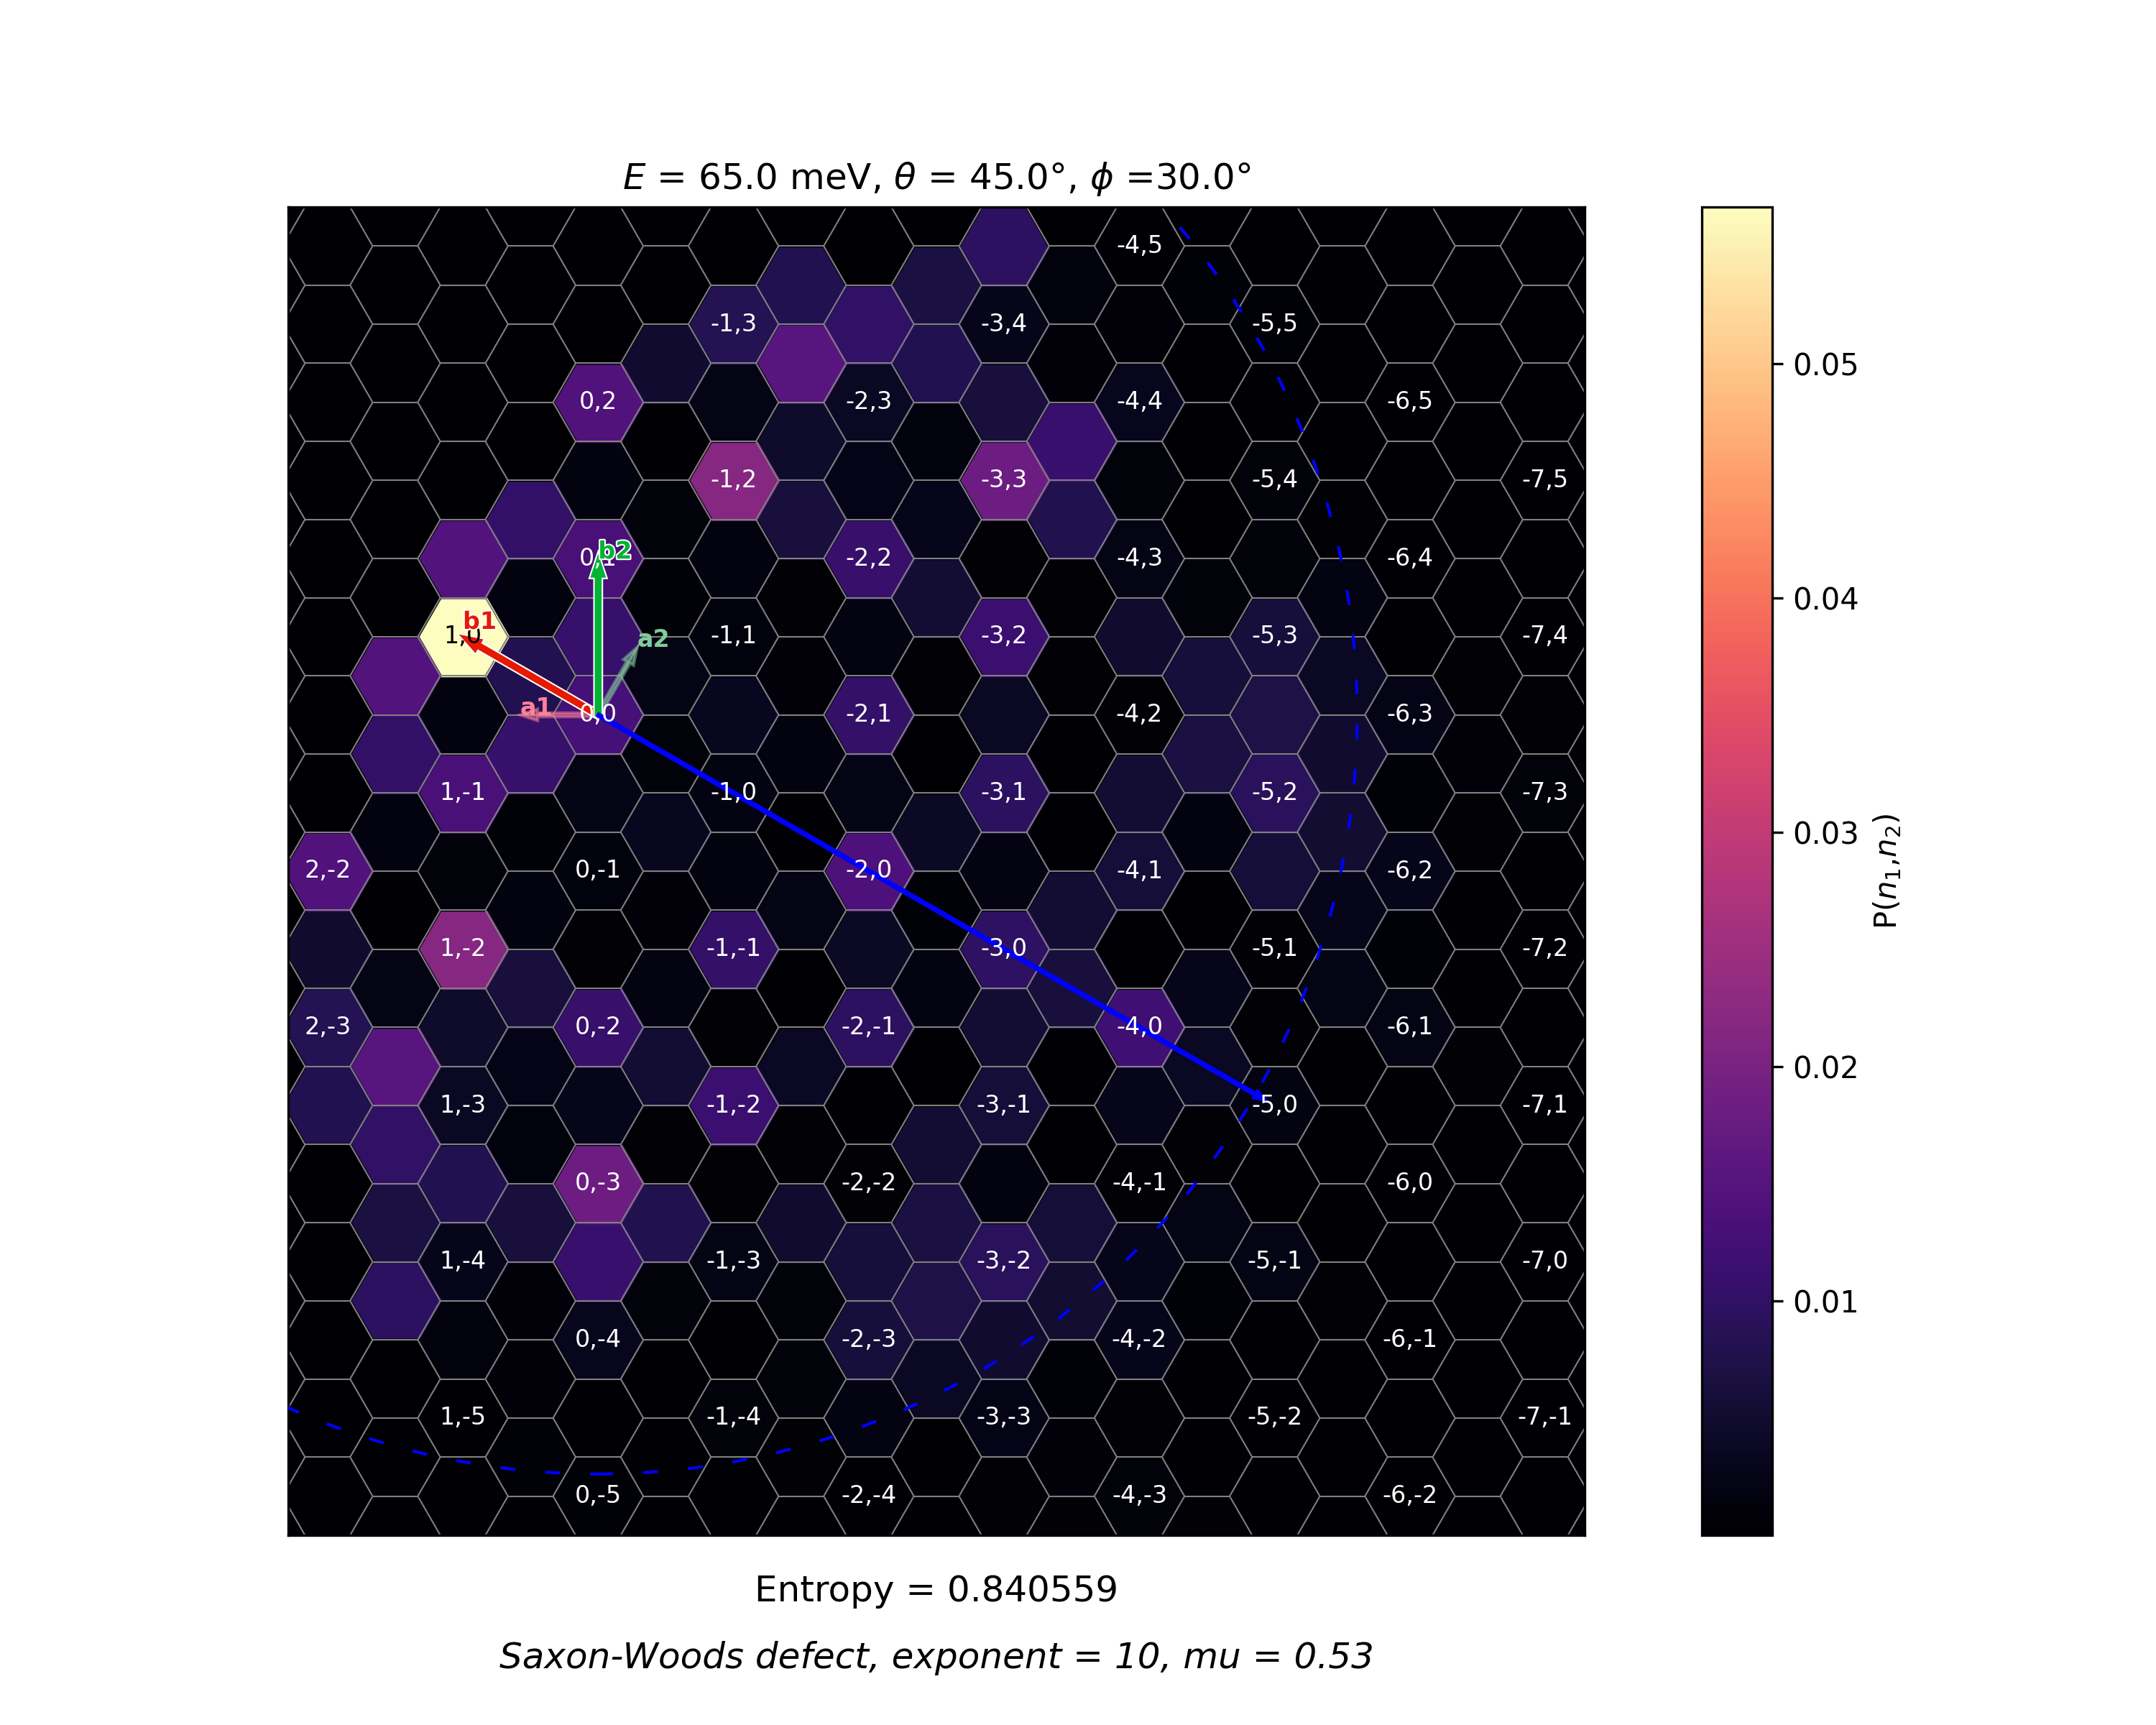 E = 65.0 meV, θ = 45.0°, ϕ =30.0°
-4,5
-1,3 -3,4 -5,5
0,2 -2,3 -4,4 -6,5
-1,2 -3,3 -5,4 -7,5
0,1 b2 -2,2 -4,3 -6,4
1,0 b1 a2 -1,1 -3,2 -5,3 -7,4
a1 0,0 -2,1 -4,2 -6,3
1,-1 -1,0 -3,1 -5,2 -7,3
2,-2 0,-1 -2,0 -4,1 -6,2
1,-2 -1,-1 -3,0 -5,1 -7,2
2,-3 0,-2 -2,-1 -4,0 -6,1
1,-3 -1,-2 -3,-1 -5,0 -7,1
0,-3 -2,-2 -4,-1 -6,0
1,-4 -1,-3 -3,-2 -5,-1 -7,0
0,-4 -2,-3 -4,-2 -6,-1
1,-5 -1,-4 -3,-3 -5,-2 -7,-1
0,-5 -2,-4 -4,-3 -6,-2
0.05
0.04
0.03
0.02
0.01
P(n₁,n₂)
Entropy = 0.840559
Saxon-Woods defect, exponent = 10, mu = 0.53